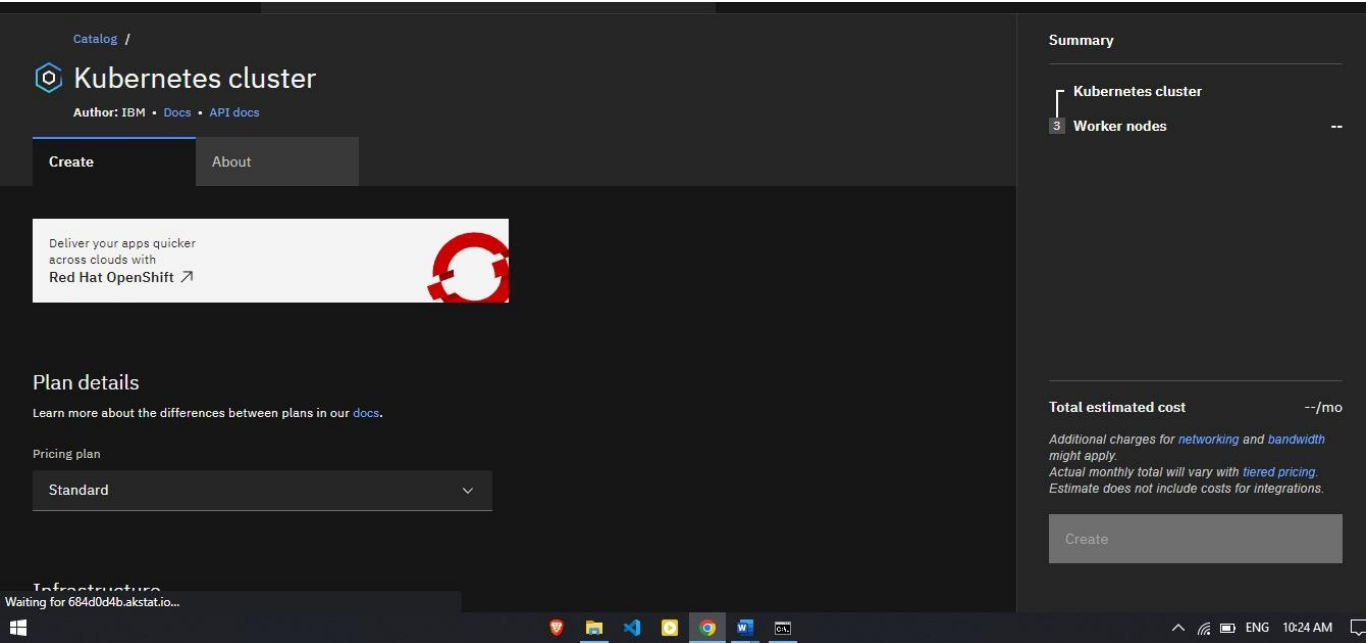 Catalog /
Kubernetes cluster
Author: IBM • Docs • API docs
Create
About
Deliver your apps quicker
across clouds with
Red Hat OpenShift
Plan details
Learn more about the differences between plans in our docs.
Pricing plan
Standard
Infrastructure
Waiting for 684d0d4b.akstat.io...
Summary
Kubernetes cluster
3 Worker nodes --
Total estimated cost --/mo
Additional charges for networking and bandwidth
might apply.
Actual monthly total will vary with tiered pricing.
Estimate does not include costs for integrations.
Create
ENG 10:24 AM